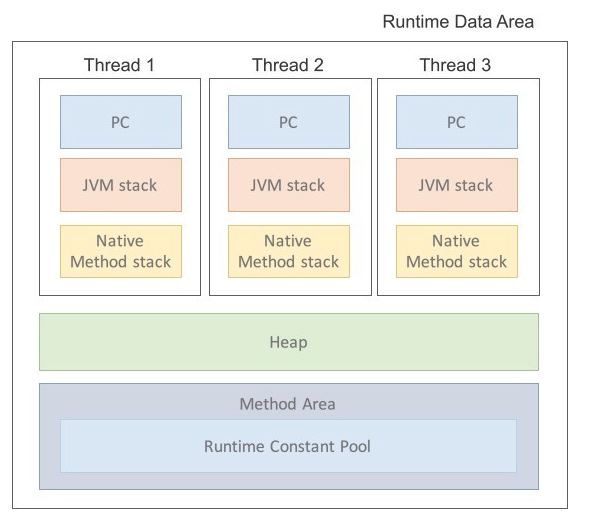 Runtime Data Area
Thread 1
Thread 2
Thread 3
PC
PC
PC
JVM stack
JVM stack
JVM stack
Native
Method stack
Native
Method stack
Native
Method stack
Heap
Method Area
Runtime Constant Pool